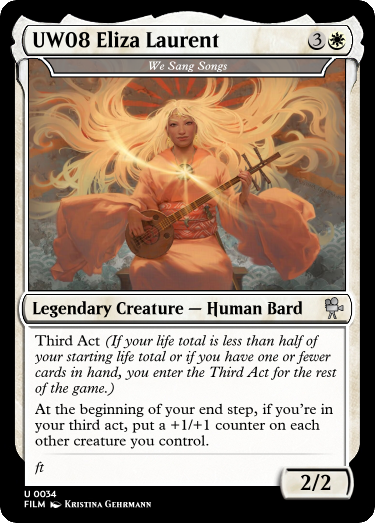 UW08 Eliza Laurent 3
We Sang Songs
Legendary Creature — Human Bard
Third Act (If your life total is less than half of
your starting life total or if you have one or fewer
cards in hand, you enter the Third Act for the rest
of the game.)
At the beginning of your end step, if you're in
your third act, put a +1/+1 counter on each
other creature you control.
ft
2/2
U 0034
FILM Kristina Gehrmann